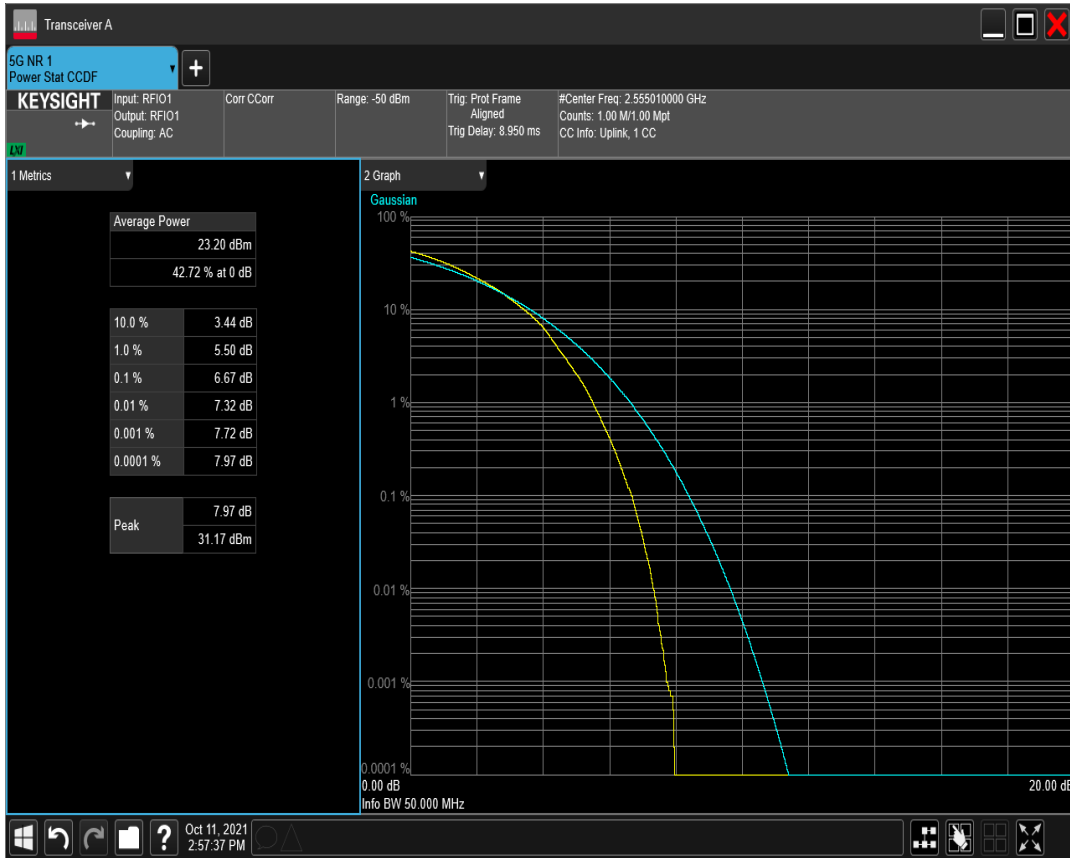 Transceiver A
5G NR 1
Power Stat CCDF
+
KEYSIGHT
LXI
Input: RFIO1
Output: RFIO1
Coupling: AC
Corr CCorr
Range: -50 dBm
Trig: Prot Frame
Aligned
Trig Delay: 8.950 ms
#Center Freq: 2.555010000 GHz
Counts: 1.00 M/1.00 Mpt
CC Info: Uplink, 1 CC
1 Metrics
Average Power
23.20 dBm
42.72 % at 0 dB
10.0 % 3.44 dB
1.0 % 5.50 dB
0.1 % 6.67 dB
0.01 % 7.32 dB
0.001 % 7.72 dB
0.0001 % 7.97 dB
Peak 7.97 dB
31.17 dBm
2 Graph
Gaussian
100 %
10 %
1 %
0.1 %
0.01 %
0.001 %
0.0001 %
0.00 dB 20.00 dB
Info BW 50.000 MHz
? Oct 11, 2021
2:57:37 PM